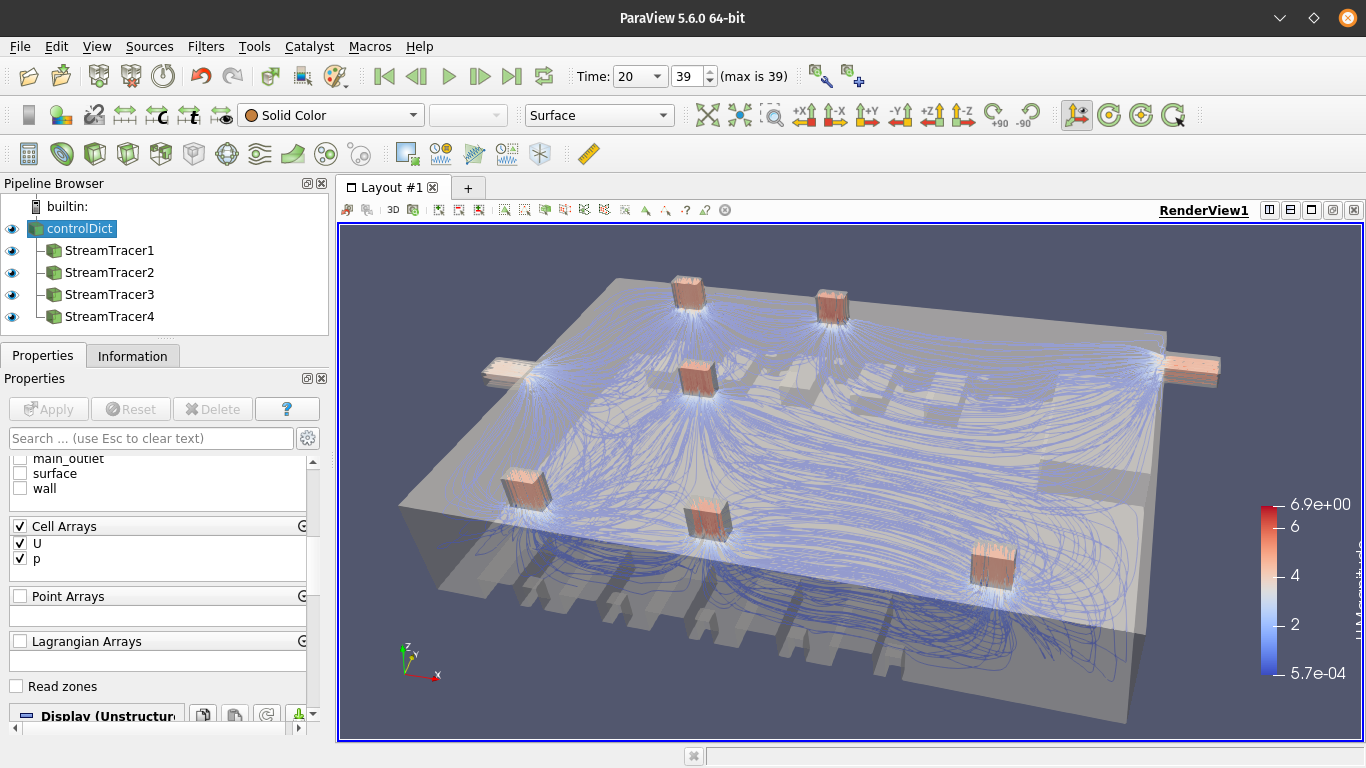 ParaView 5.6.0 64-bit
File Edit View Sources Filters Tools Catalyst Macros Help
Time: 20 39 (max is 39)
Solid Color Surface
+X -X +Y -Y +Z -Z +90 -90
Pipeline Browser
builtin:
controlDict
StreamTracer1
StreamTracer2
StreamTracer3
StreamTracer4
Properties Information
Properties
Apply Reset Delete ?
Search ... (use Esc to clear text)
main_outlet
surface
wall
Cell Arrays
U
p
Point Arrays
Lagrangian Arrays
Read zones
Display (Unstructur
Layout #1 +
3D RenderView1
6.9e+00
6
4
2
5.7e-04
U Magnitude
Z
Y
X